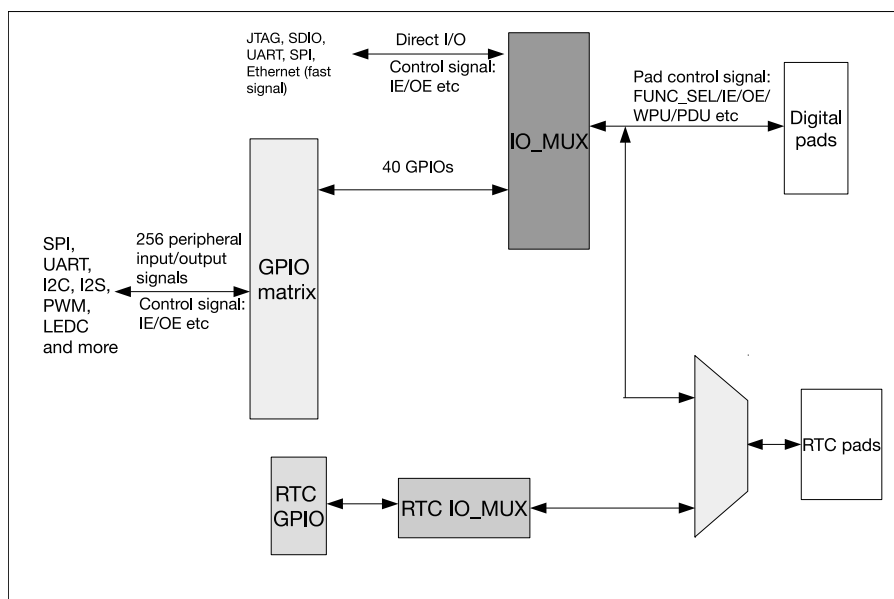 JTAG, SDIO,
UART, SPI,
Ethernet (fast
signal)
Direct I/O
Control signal:
IE/OE etc
IO_MUX
Pad control signal:
FUNC_SEL/IE/OE/
WPU/PDU etc
Digital
pads
40 GPIOs
SPI,
UART,
I2C, I2S,
PWM,
LEDC
and more
256 peripheral
input/output
signals
Control signal:
IE/OE etc
GPIO
matrix
RTC pads
RTC
GPIO
RTC IO_MUX